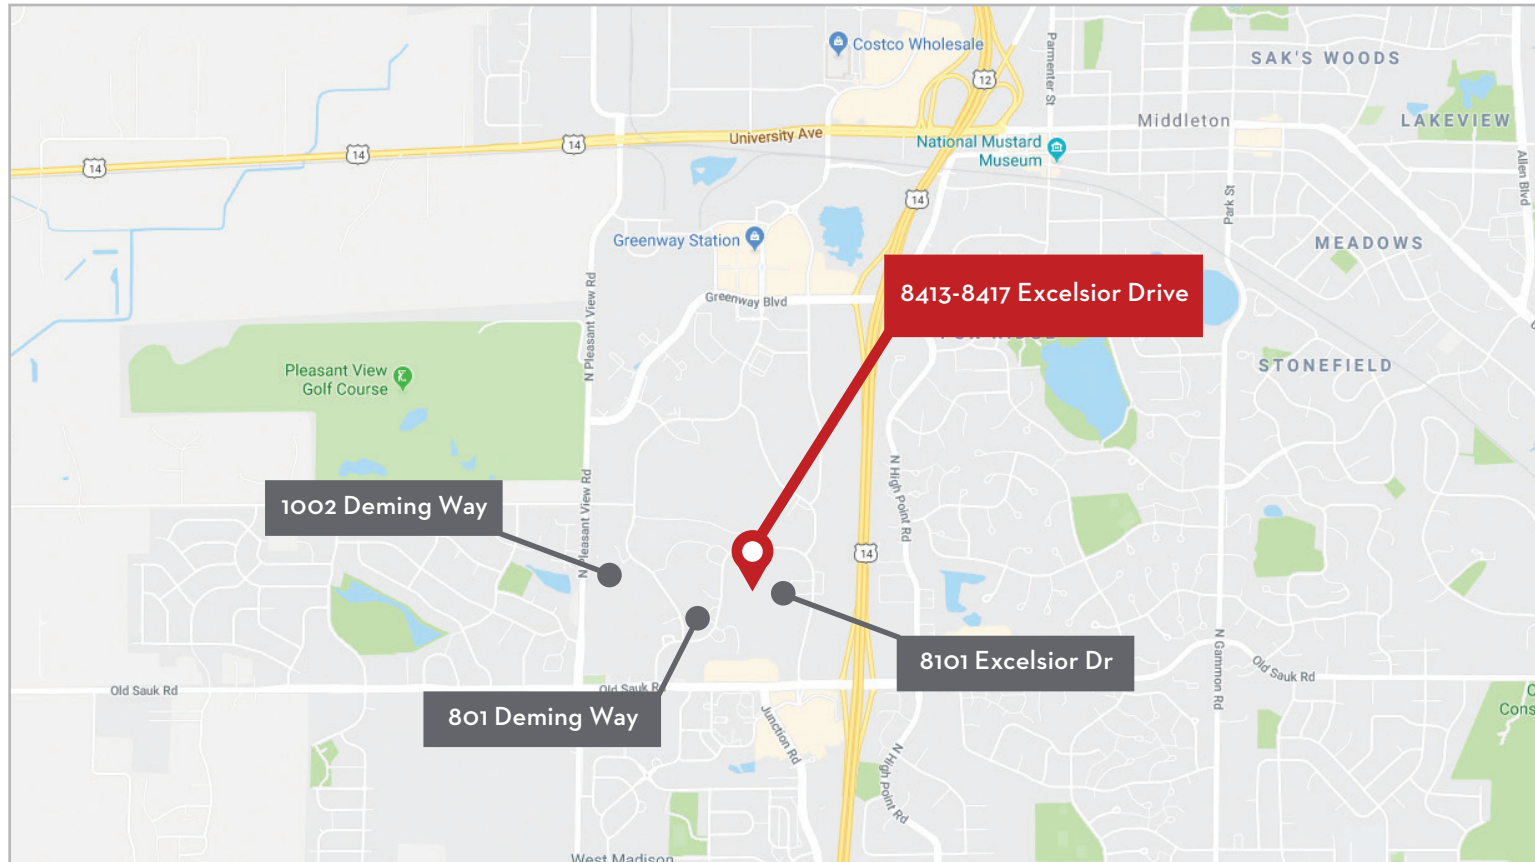 Costco Wholesale
12
Parmenter St
SAK'S WOODS
Middleton
LAKEVIEW
University Ave
14
14
14
National Mustard
Museum
Allen Blvd
14
Park St
Greenway Station
MEADOWS
N Pleasant View Rd
Greenway Blvd
8413-8417 Excelsior Drive
STONEFIELD
Pleasant View
Golf Course
N High Point Rd
N Pleasant View Rd
1002 Deming Way
14
8101 Excelsior Dr
N Gammon Rd
Old Sauk Rd
Old Sauk Rd
Old Sauk R
801 Deming Way
Junction Rd
N High Point Rd
Cons
West Madison